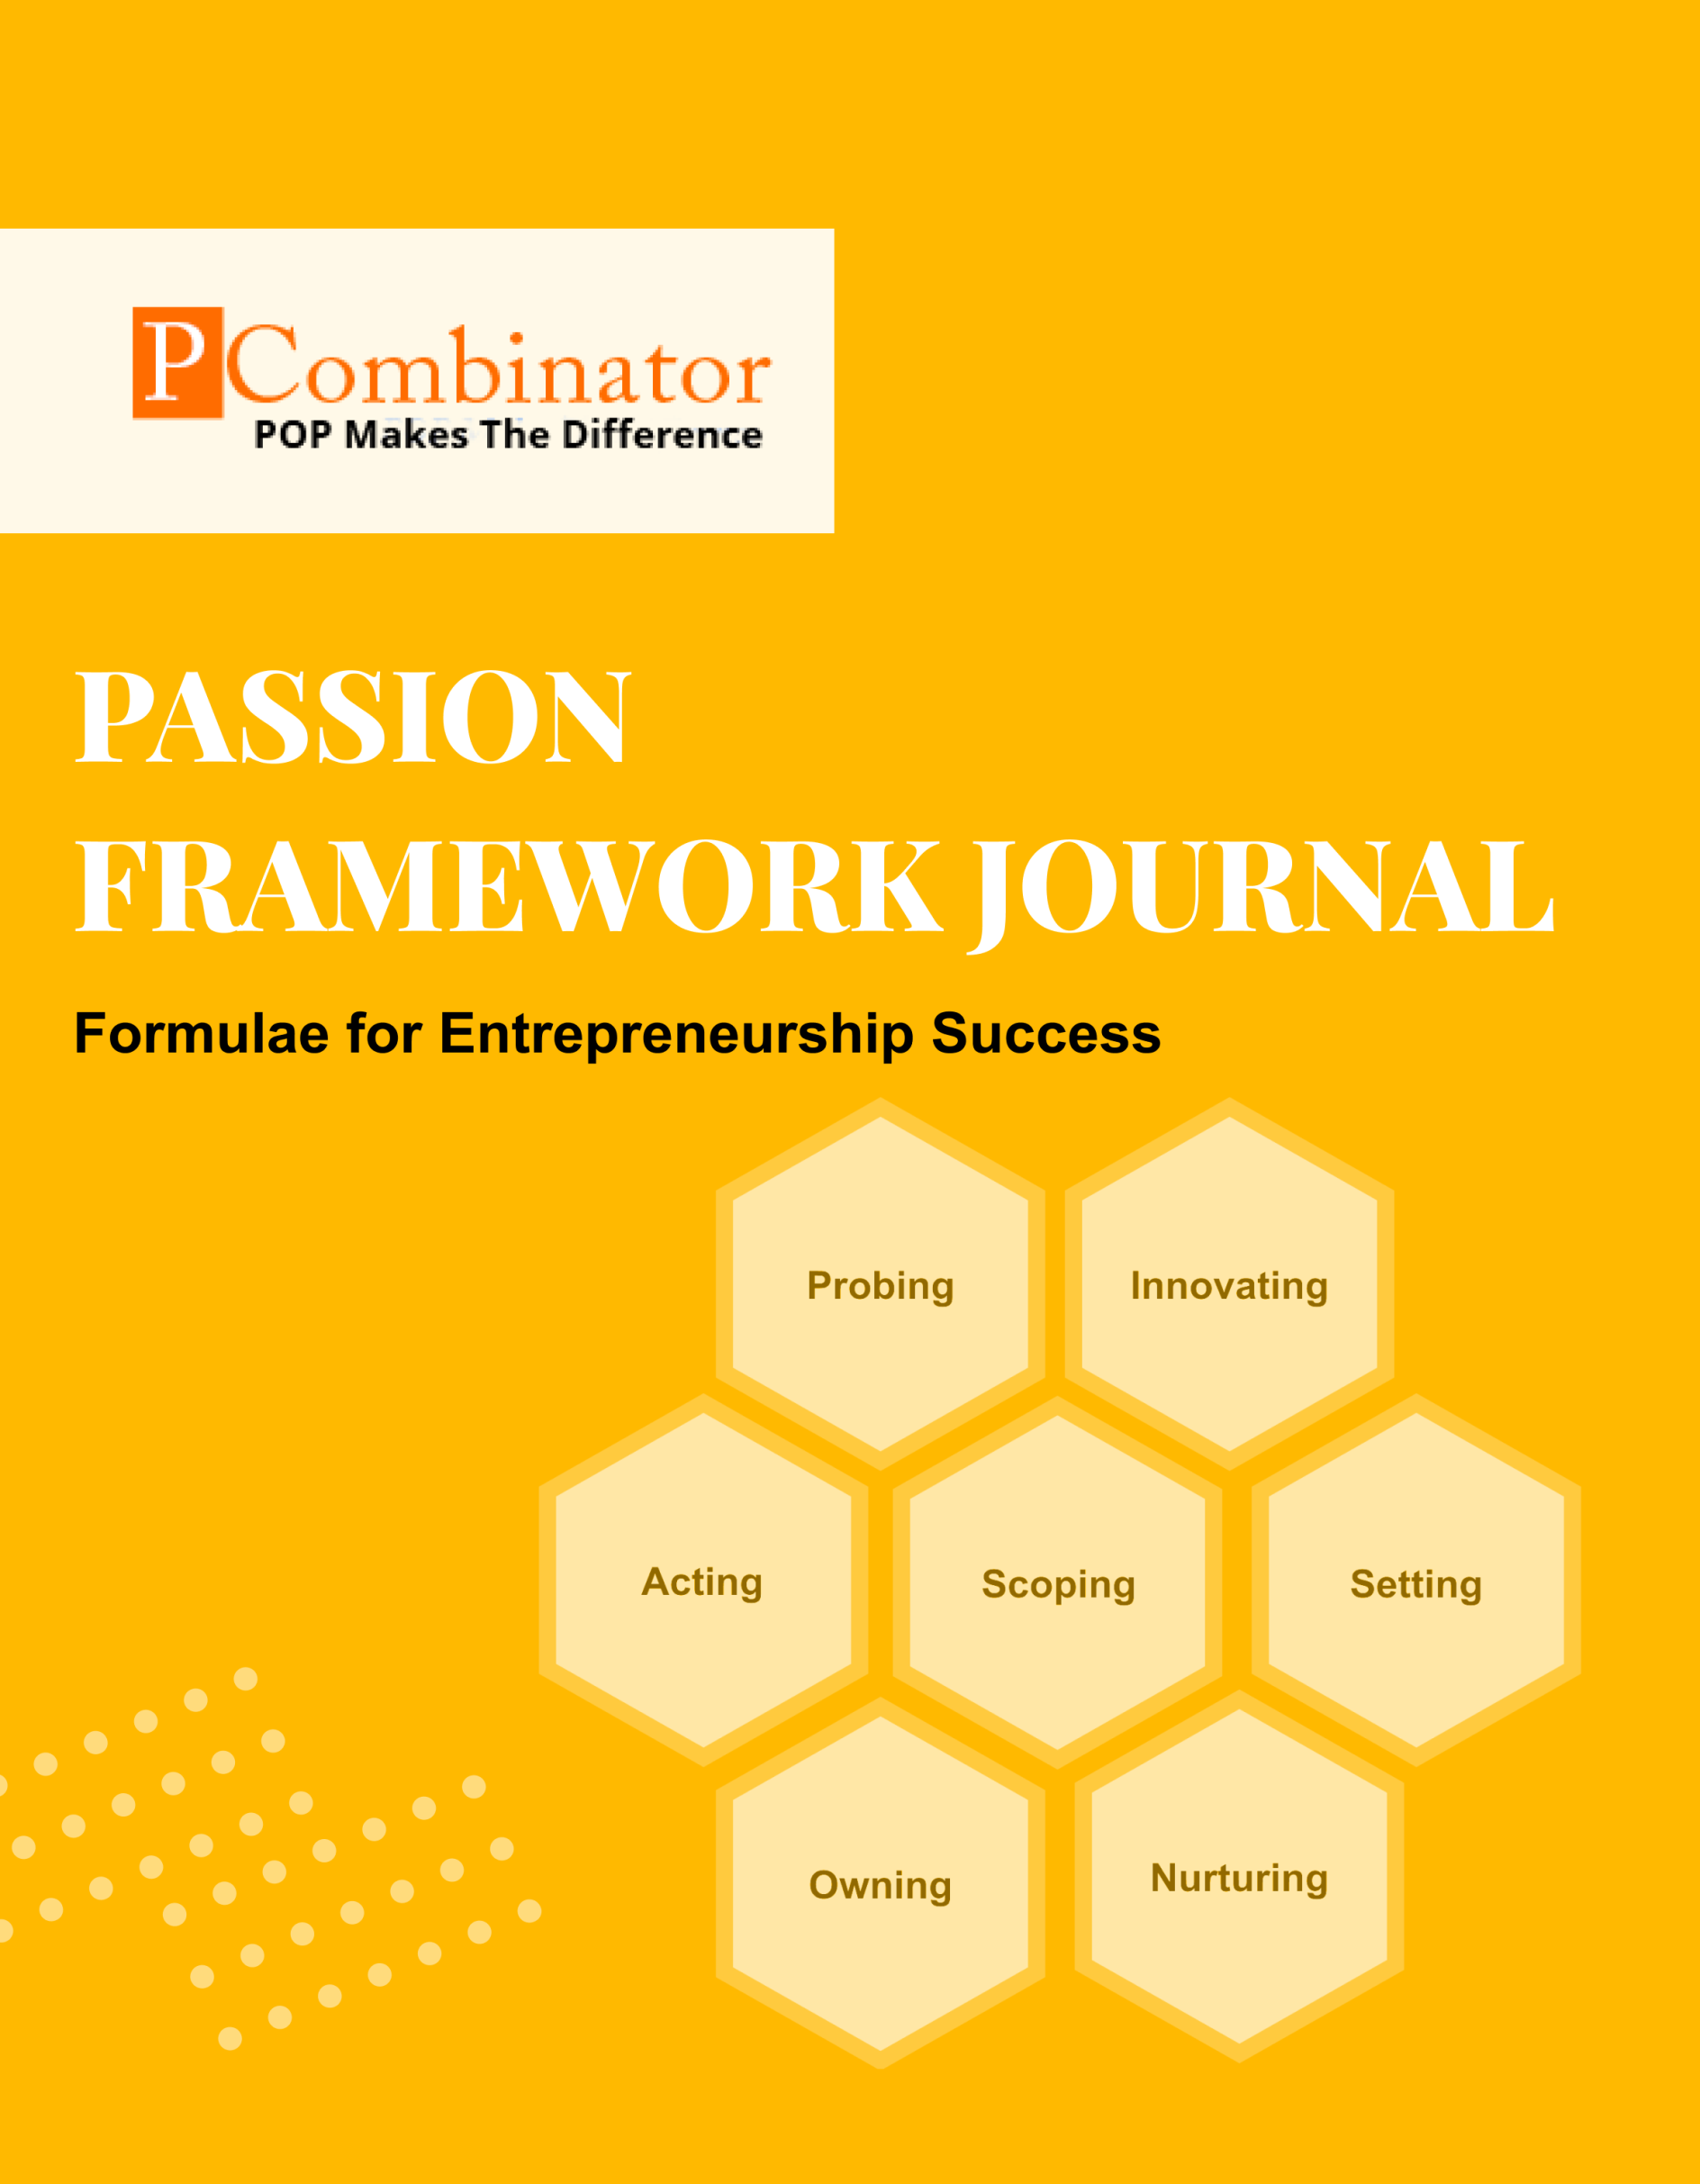 PCombinator
POP Makes The Difference
PASSION
FRAMEWORK JOURNAL
Formulae for Entrepreneurship Success
Probing
Innovating
Acting
Scoping
Setting
Owning
Nurturing